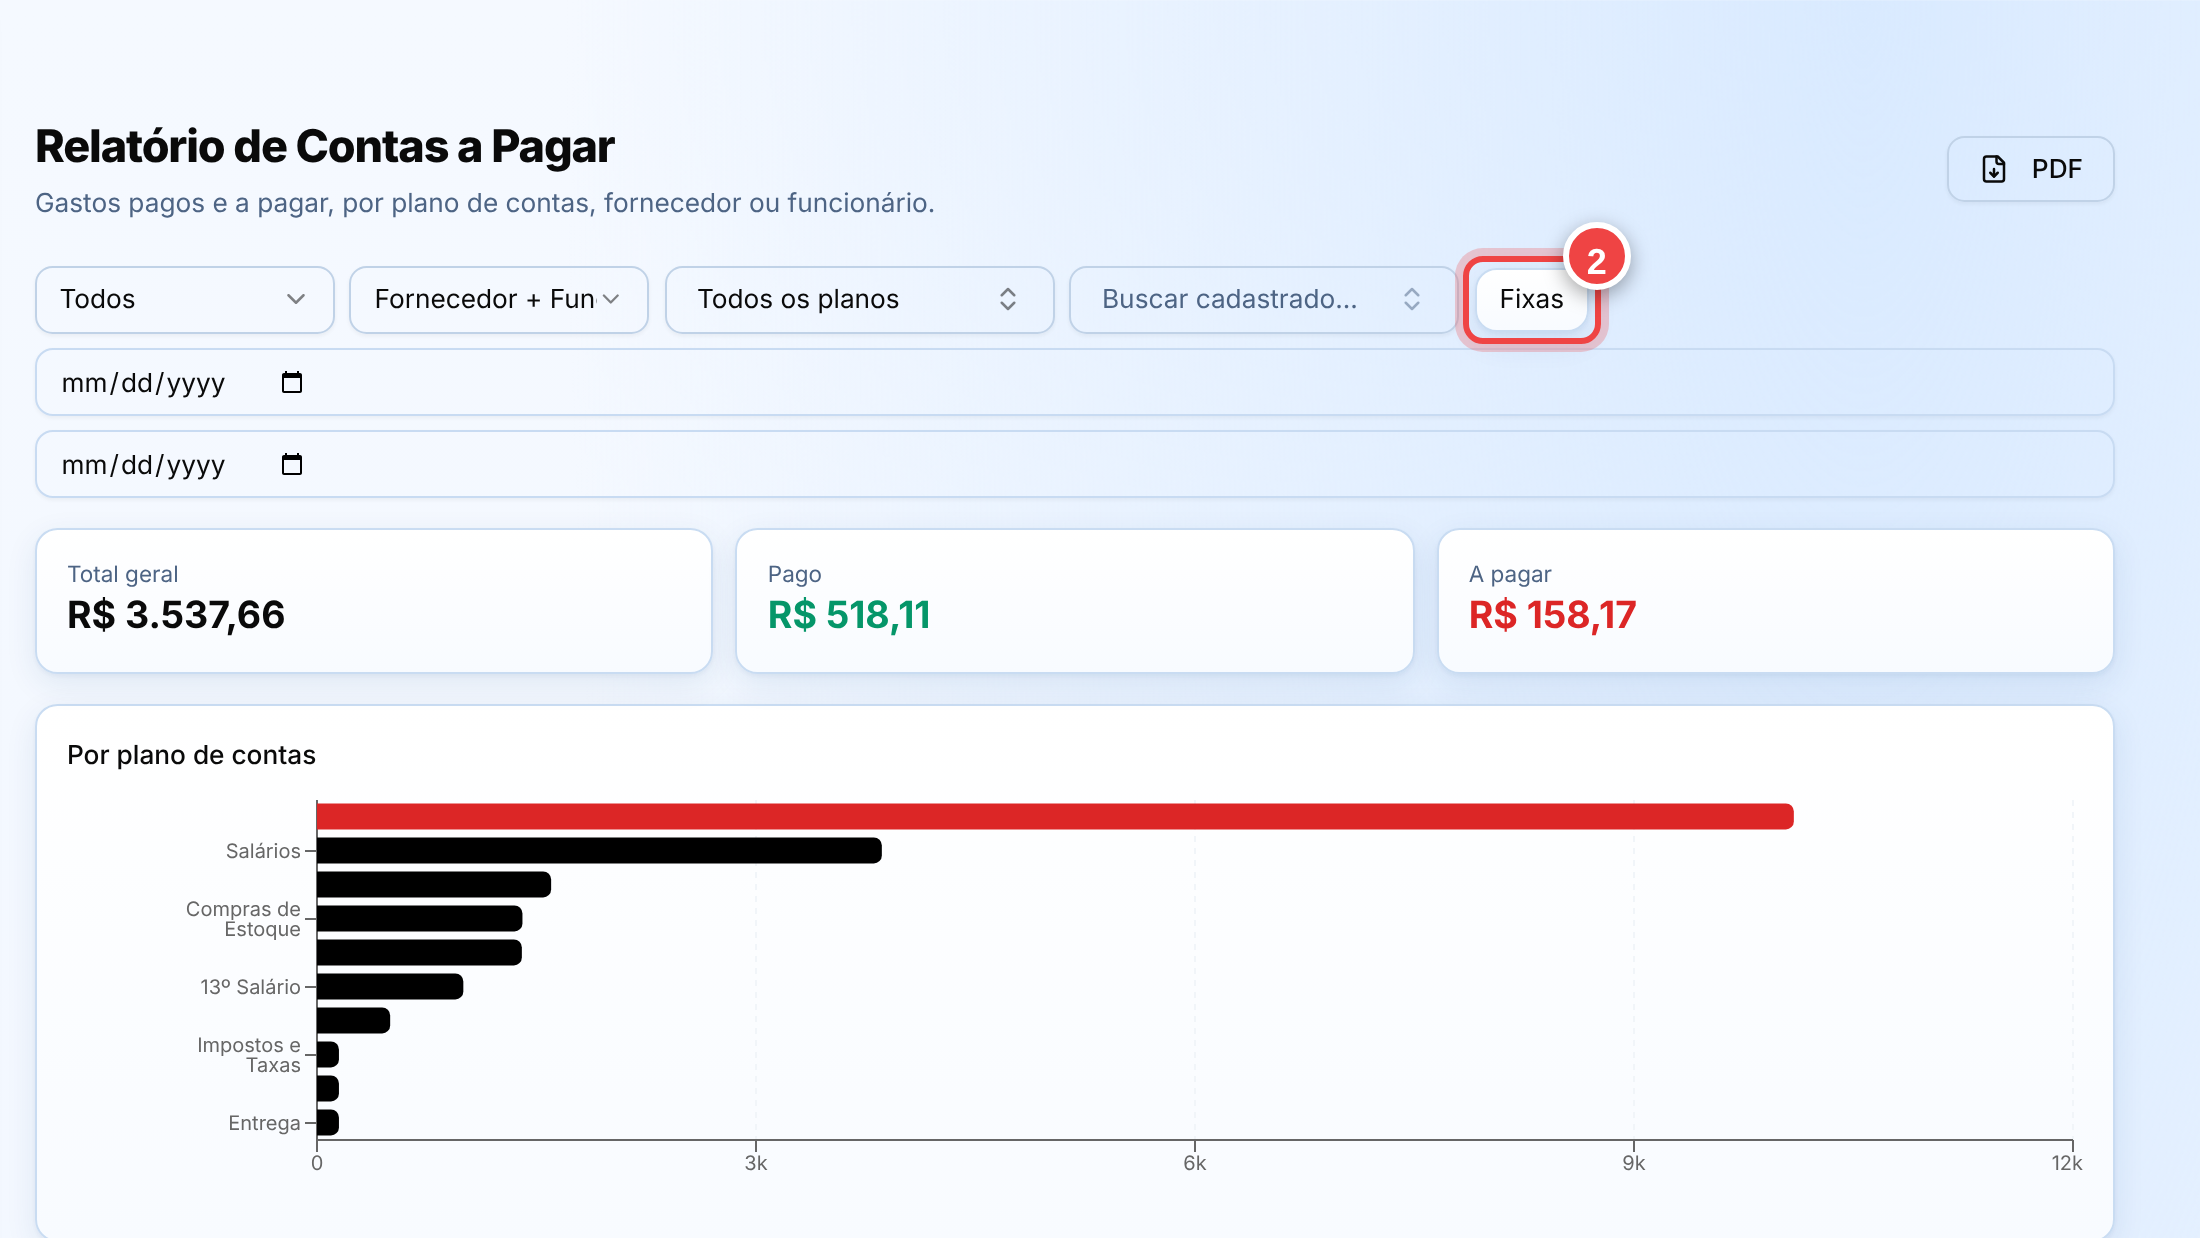 Relatório de Contas a Pagar
Gastos pagos e a pagar, por plano de contas, fornecedor ou funcionário.
PDF
Todos
Fornecedor + Fun
Todos os planos
Buscar cadastrado...
Fixas
2
mm/dd/yyyy
mm/dd/yyyy
Total geral
R$ 3.537,66
Pago
R$ 518,11
A pagar
R$ 158,17
Por plano de contas
Salários
Compras de
Estoque
13º Salário
Impostos e
Taxas
Entrega
0
3k
6k
9k
12k